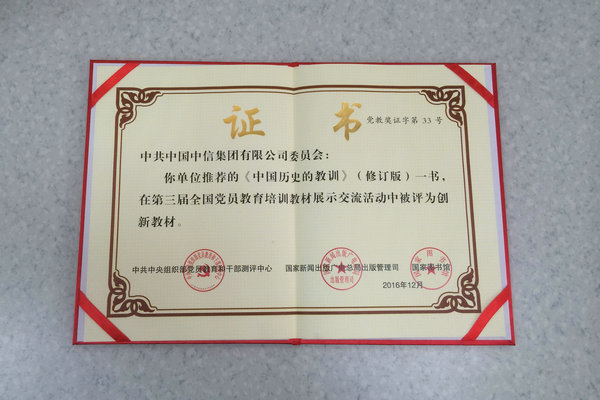 证书
党教奖证字第 33 号
中共中国中信集团有限公司委员会：
你单位推荐的《中国历史的教训》（修订版）一书，
在第三届全国党员教育培训教材展示交流活动中被评为创
新教材。
中共中央组织部党员教育和干部测评中心 国家新闻出版广电总局出版管理司 国家图书馆
2016年12月